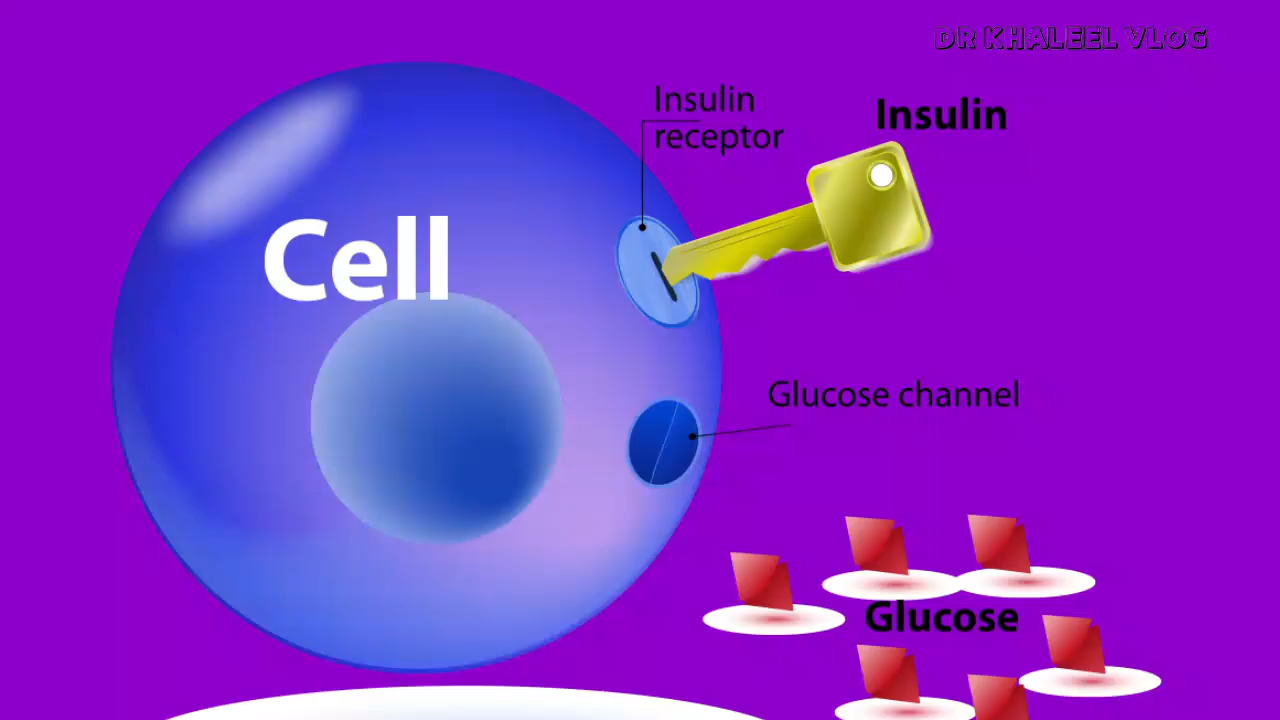 DR KHALEEL VLOG
Insulin
receptor
Insulin
Cell
Glucose channel
Glucose